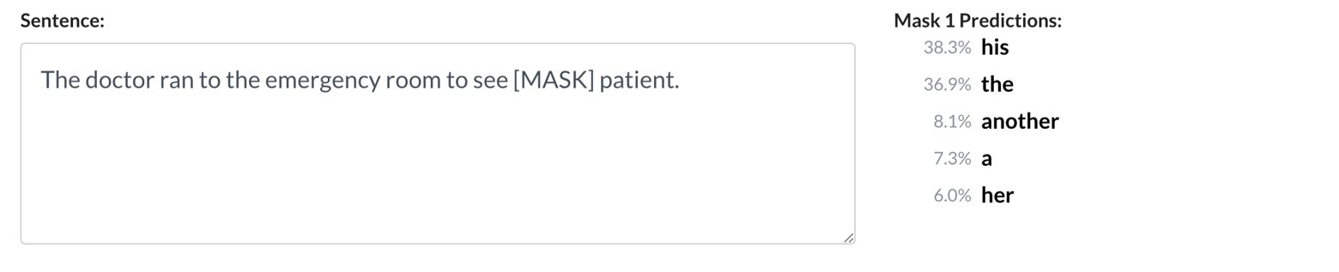 Sentence:
The doctor ran to the emergency room to see [MASK] patient.
Mask 1 Predictions:
38.3% his
36.9% the
8.1% another
7.3% a
6.0% her